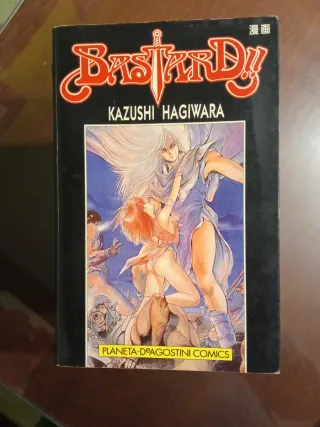 漫画
BASTARD!!
KAZUSHI HAGIWARA
PLANETA-DeAGOSTINI COMICS